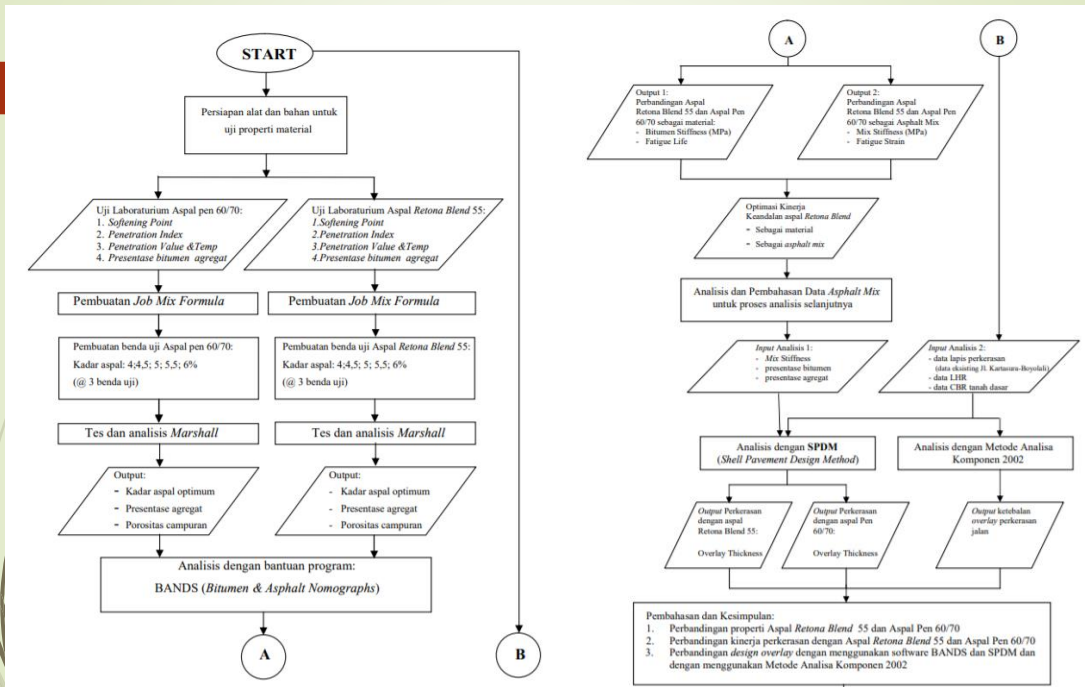 START
Persiapan alat dan bahan untuk
uji properti material
Uji Laboraturium Aspal pen 60/70:
1. Softening Point
2. Penetration Index
3. Penetration Value &Temp
4. Presentase bitumen agregat
Uji Laboraturium Aspal Retona Blend 55:
1.Softening Point
2.Penetration Index
3.Penetration Value &Temp
4.Presentase bitumen agregat
Pembuatan Job Mix Formula
Pembuatan Job Mix Formula
Pembuatan benda uji Aspal pen 60/70:
Kadar aspal: 4;4,5; 5; 5,5; 6%
(@ 3 benda uji)
Pembuatan benda uji Aspal Retona Blend 55:
Kadar aspal: 4;4,5; 5; 5,5; 6%
(@ 3 benda uji)
Tes dan analisis Marshall
Tes dan analisis Marshall
Output:
- Kadar aspal optimum
- Presentase agregat
- Porositas campuran
Output:
- Kadar aspal optimum
- Presentase agregat
- Porositas campuran
Analisis dengan bantuan program:
BANDS (Bitumen & Asphalt Nomographs)
A
B
A
B
Output 1:
Perbandingan Aspal
Retona Blend 55 dan Aspal Pen
60/70 sebagai material:
- Bitumen Stiffness (MPa)
- Fatigue Life
Output 2:
Perbandingan Aspal
Retona Blend 55 dan Aspal Pen
60/70 sebagai Asphalt Mix
- Mix Stiffness (MPa)
- Fatigue Strain
Optimasi Kinerja
Keandalan aspal Retona Blend
- Sebagai material
- Sebagai asphalt mix
Analisis dan Pembahasan Data Asphalt Mix
untuk proses analisis selanjutnya
Input Analisis 1:
- Mix Stiffness
- presentase bitumen
- presentase agregat
Input Analisis 2:
- data lapis perkerasan
(data eksisting Jl. Kartasura-Boyolali)
- data LHR
- data CBR tanah dasar
Analisis dengan SPDM
(Shell Pavement Design Method)
Analisis dengan Metode Analisa
Komponen 2002
Output Perkerasan
dengan aspal
Retona Blend 55:
Overlay Thickness
Output Perkerasan
dengan aspal Pen
60/70:
Overlay Thickness
Output ketebalan
overlay perkerasan
jalan
Pembahasan dan Kesimpulan:
1. Perbandingan properti Aspal Retona Blend 55 dan Aspal Pen 60/70
2. Perbandingan kinerja perkerasan dengan Aspal Retona Blend 55 dan Aspal Pen 60/70
3. Perbandingan design overlay dengan menggunakan software BANDS dan SPDM dan
dengan menggunakan Metode Analisa Komponen 2002